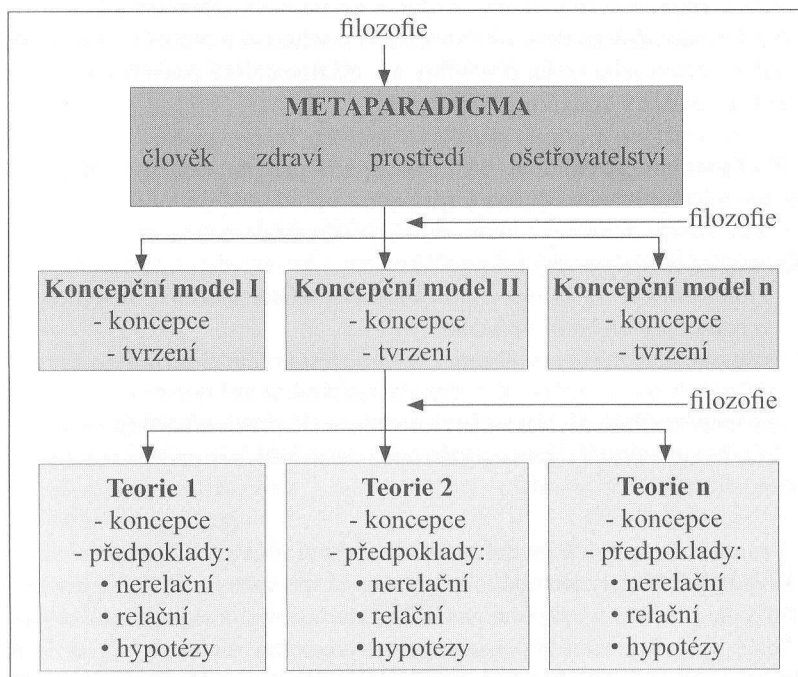 filozofie
METAPARADIGMA
člověk zdraví prostředí ošetřovatelství
filozofie
Koncepční model I
- koncepce
- tvrzení
Koncepční model II
- koncepce
- tvrzení
Koncepční model n
- koncepce
- tvrzení
filozofie
Teorie 1
- koncepce
- předpoklady:
• nerelační
• relační
• hypotézy
Teorie 2
- koncepce
- předpoklady:
• nerelační
• relační
• hypotézy
Teorie n
- koncepce
- předpoklady:
• nerelační
• relační
• hypotézy